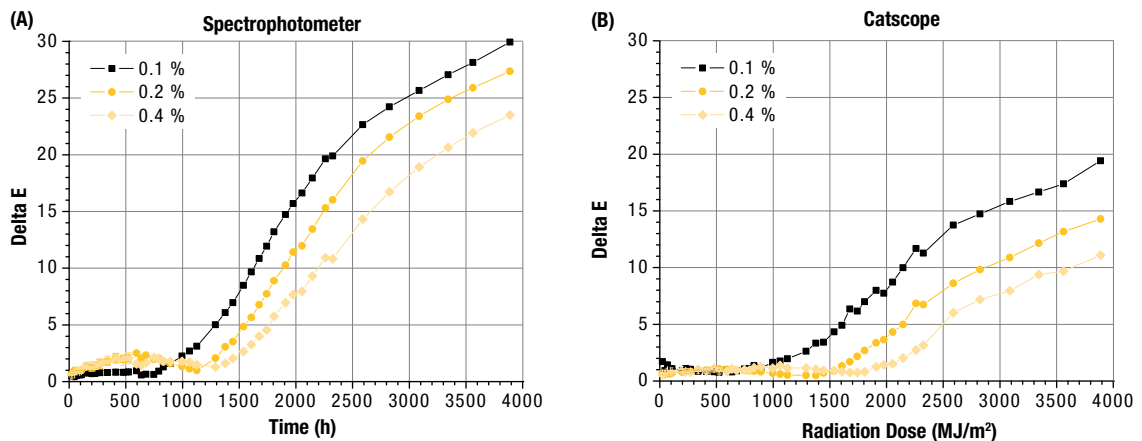 (A)
Spectrophotometer
30
25
20
15
10
5
0
Delta E
0.1 %
0.2 %
0.4 %
0 500 1000 1500 2000 2500 3000 3500 4000
Time (h)
(B)
Catscope
30
25
20
15
10
5
0
Delta E
0.1 %
0.2 %
0.4 %
0 500 1000 1500 2000 2500 3000 3500 4000
Radiation Dose (MJ/m²)